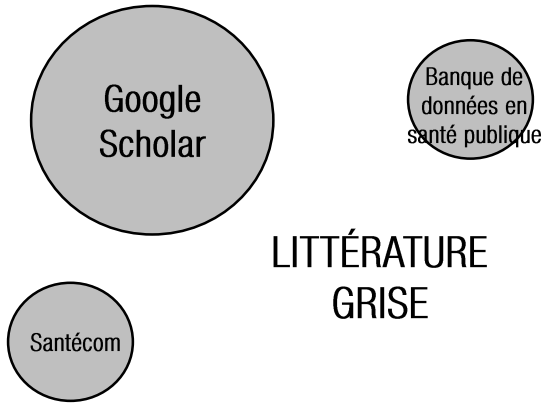 Google
Scholar
Banque de
données en
santé publique
LITTÉRATURE
GRISE
Santécom